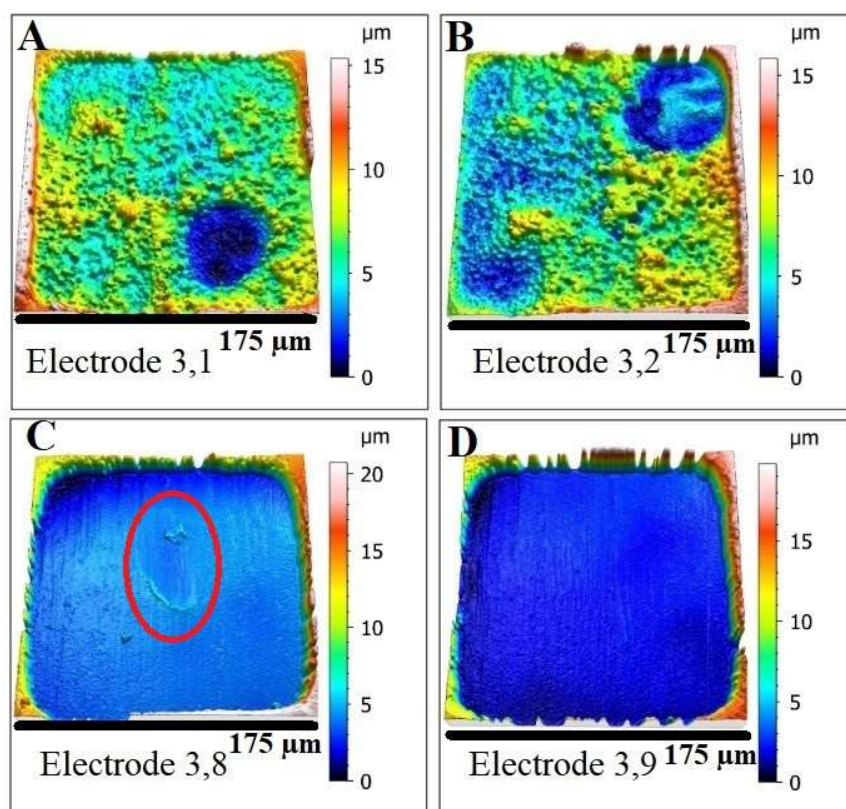 A
µm
15
10
5
0
175 µm
Electrode 3,1
B
µm
15
10
5
0
175 µm
Electrode 3,2
C
µm
20
15
10
5
0
175 µm
Electrode 3,8
D
µm
15
10
5
0
175 µm
Electrode 3,9